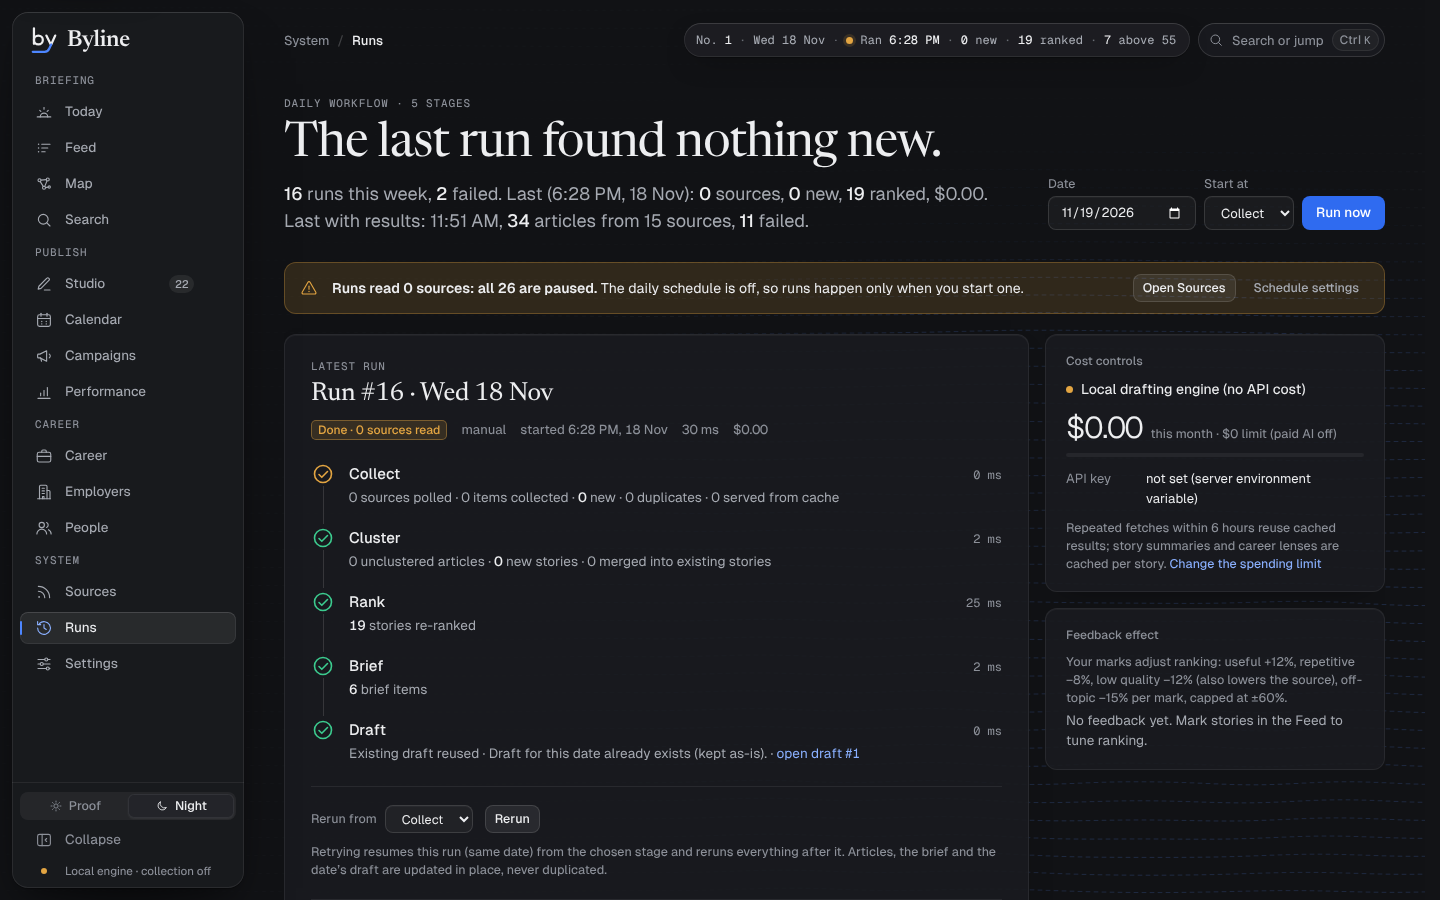 by Byline
BRIEFING
Today
Feed
Map
Search
PUBLISH
Studio 22
Calendar
Campaigns
Performance
CAREER
Career
Employers
People
SYSTEM
Sources
Runs
Settings
Proof Night
Collapse
Local engine · collection off
System / Runs
No. 1 · Wed 18 Nov · Ran 6:28 PM · 0 new · 19 ranked · 7 above 55
Search or jump Ctrl K
DAILY WORKFLOW · 5 STAGES
The last run found nothing new.
16 runs this week, 2 failed. Last (6:28 PM, 18 Nov): 0 sources, 0 new, 19 ranked, $0.00.
Last with results: 11:51 AM, 34 articles from 15 sources, 11 failed.
Date Start at
11/19/2026 Collect Run now
Runs read 0 sources: all 26 are paused. The daily schedule is off, so runs happen only when you start one.
Open Sources Schedule settings
LATEST RUN
Run #16 · Wed 18 Nov
Done · 0 sources read manual started 6:28 PM, 18 Nov 30 ms $0.00
Collect 0 ms
0 sources polled · 0 items collected · 0 new · 0 duplicates · 0 served from cache
Cluster 2 ms
0 unclustered articles · 0 new stories · 0 merged into existing stories
Rank 25 ms
19 stories re-ranked
Brief 2 ms
6 brief items
Draft 0 ms
Existing draft reused · Draft for this date already exists (kept as-is). · open draft #1
Rerun from Collect Rerun
Retrying resumes this run (same date) from the chosen stage and reruns everything after it. Articles, the brief and the
date's draft are updated in place, never duplicated.
Cost controls
Local drafting engine (no API cost)
$0.00 this month · $0 limit (paid AI off)
API key not set (server environment
variable)
Repeated fetches within 6 hours reuse cached
results; story summaries and career lenses are
cached per story. Change the spending limit
Feedback effect
Your marks adjust ranking: useful +12%, repetitive
−8%, low quality −12% (also lowers the source), off-
topic −15% per mark, capped at ±60%.
No feedback yet. Mark stories in the Feed to
tune ranking.